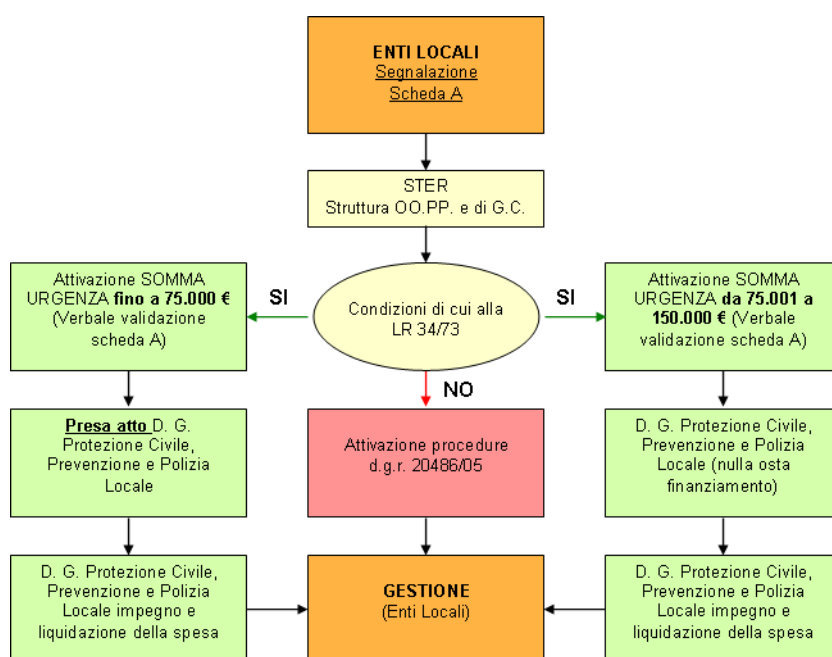 ENTI LOCALI
Segnalazione
Scheda A
STER
Struttura OO.PP. e di G.C.
Attivazione SOMMA
URGENZA fino a 75.000 €
(Verbale validazione
scheda A)
SI
Condizioni di cui alla
LR 34/73
SI
Attivazione SOMMA
URGENZA da 75.001 a
150.000 € (Verbale
validazione scheda A)
NO
Presa atto D. G.
Protezione Civile,
Prevenzione e Polizia
Locale
Attivazione procedure
d.g.r. 20486/05
D. G. Protezione Civile,
Prevenzione e Polizia
Locale (nulla osta
finanziamento)
D. G. Protezione Civile,
Prevenzione e Polizia
Locale impegno e
liquidazione della spesa
GESTIONE
(Enti Locali)
D. G. Protezione Civile,
Prevenzione e Polizia
Locale impegno e
liquidazione della spesa